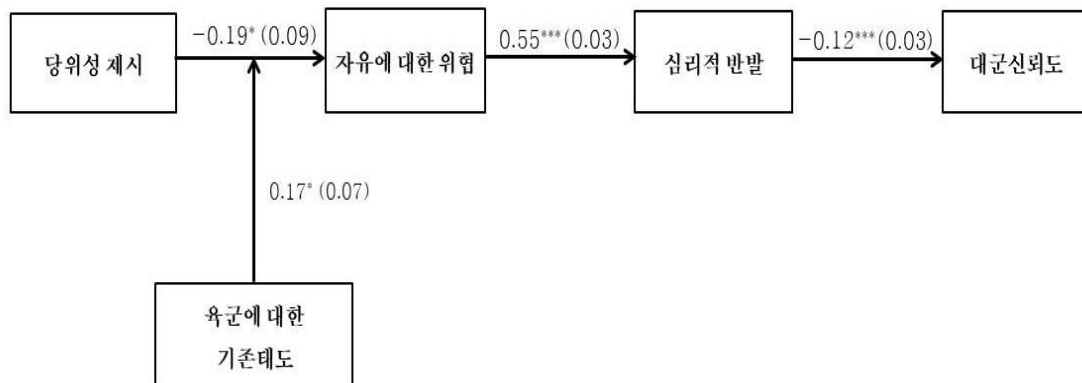 -0.19* (0.09)
0.55***(0.03)
-0.12***(0.03)
당위성 제시
자유에 대한 위협
심리적 반발
대군신뢰도
0.17* (0.07)
육군에 대한
기존태도